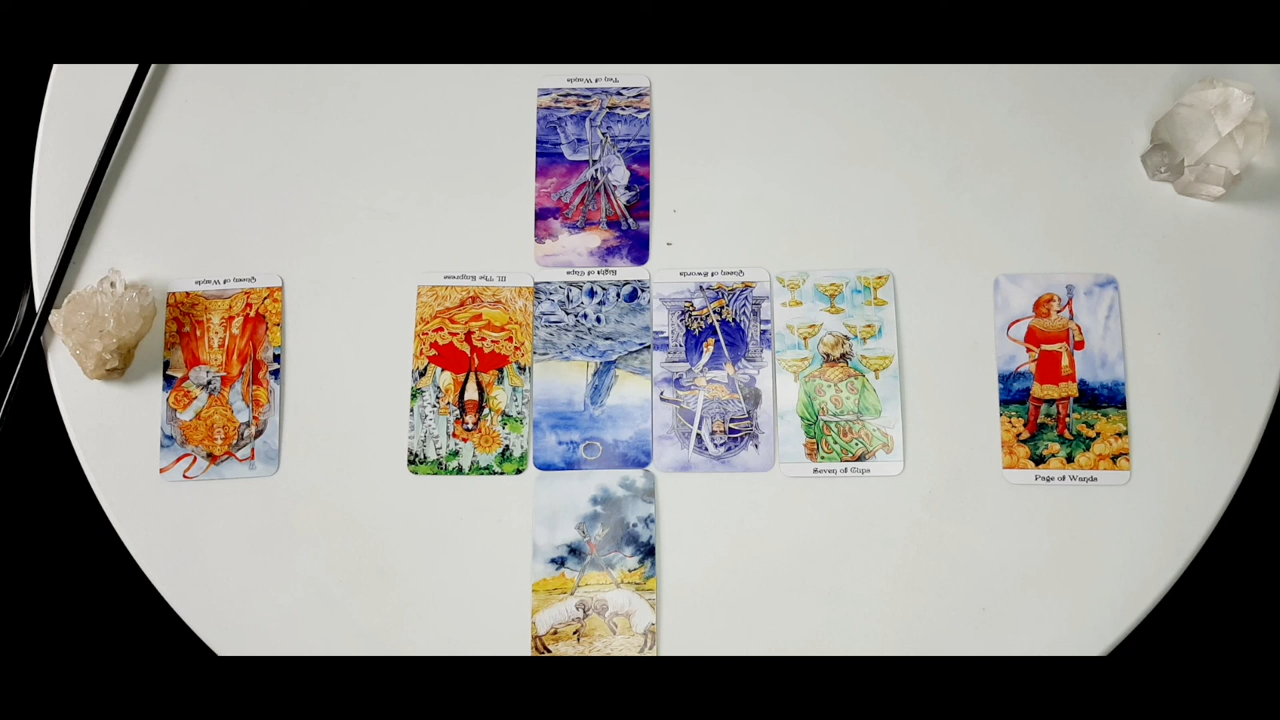 Ten of Wands
Queen of Wands
III. The Empress
Eight of Cups
Queen of Swords
Seven of Cups
Page of Wands